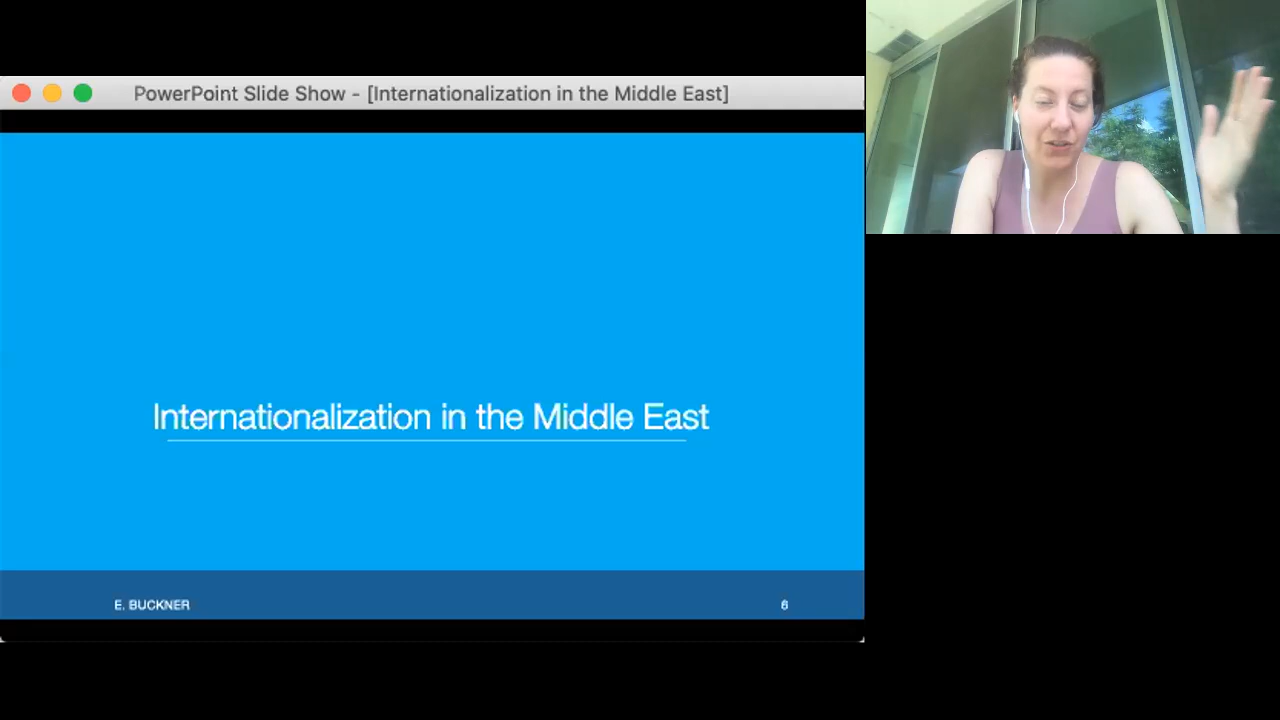 PowerPoint Slide Show - [Internationalization in the Middle East]
Internationalization in the Middle East
E. BUCKNER
6